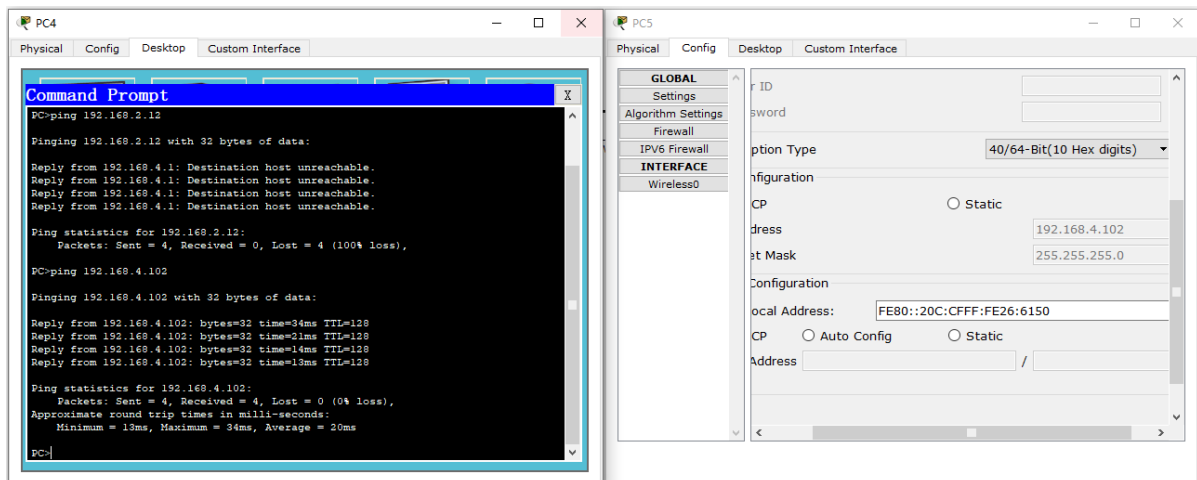 PC4
Physical Config Desktop Custom Interface
Command Prompt
X
PC>ping 192.168.2.12
Pinging 192.168.2.12 with 32 bytes of data:
Reply from 192.168.4.1: Destination host unreachable.
Reply from 192.168.4.1: Destination host unreachable.
Reply from 192.168.4.1: Destination host unreachable.
Reply from 192.168.4.1: Destination host unreachable.
Ping statistics for 192.168.2.12:
Packets: Sent = 4, Received = 0, Lost = 4 (100% loss),
PC>ping 192.168.4.102
Pinging 192.168.4.102 with 32 bytes of data:
Reply from 192.168.4.102: bytes=32 time=34ms TTL=128
Reply from 192.168.4.102: bytes=32 time=21ms TTL=128
Reply from 192.168.4.102: bytes=32 time=14ms TTL=128
Reply from 192.168.4.102: bytes=32 time=13ms TTL=128
Ping statistics for 192.168.4.102:
Packets: Sent = 4, Received = 4, Lost = 0 (0% loss),
Approximate round trip times in milli-seconds:
Minimum = 13ms, Maximum = 34ms, Average = 20ms
PC>
PC5
Physical Config Desktop Custom Interface
GLOBAL
Settings
Algorithm Settings
Firewall
IPV6 Firewall
INTERFACE
Wireless0
r ID
sword
ption Type 40/64-Bit(10 Hex digits)
nfiguration
CP Static
dress 192.168.4.102
et Mask 255.255.255.0
Configuration
ocal Address: FE80::20C:CFFF:FE26:6150
CP Auto Config Static
Address /